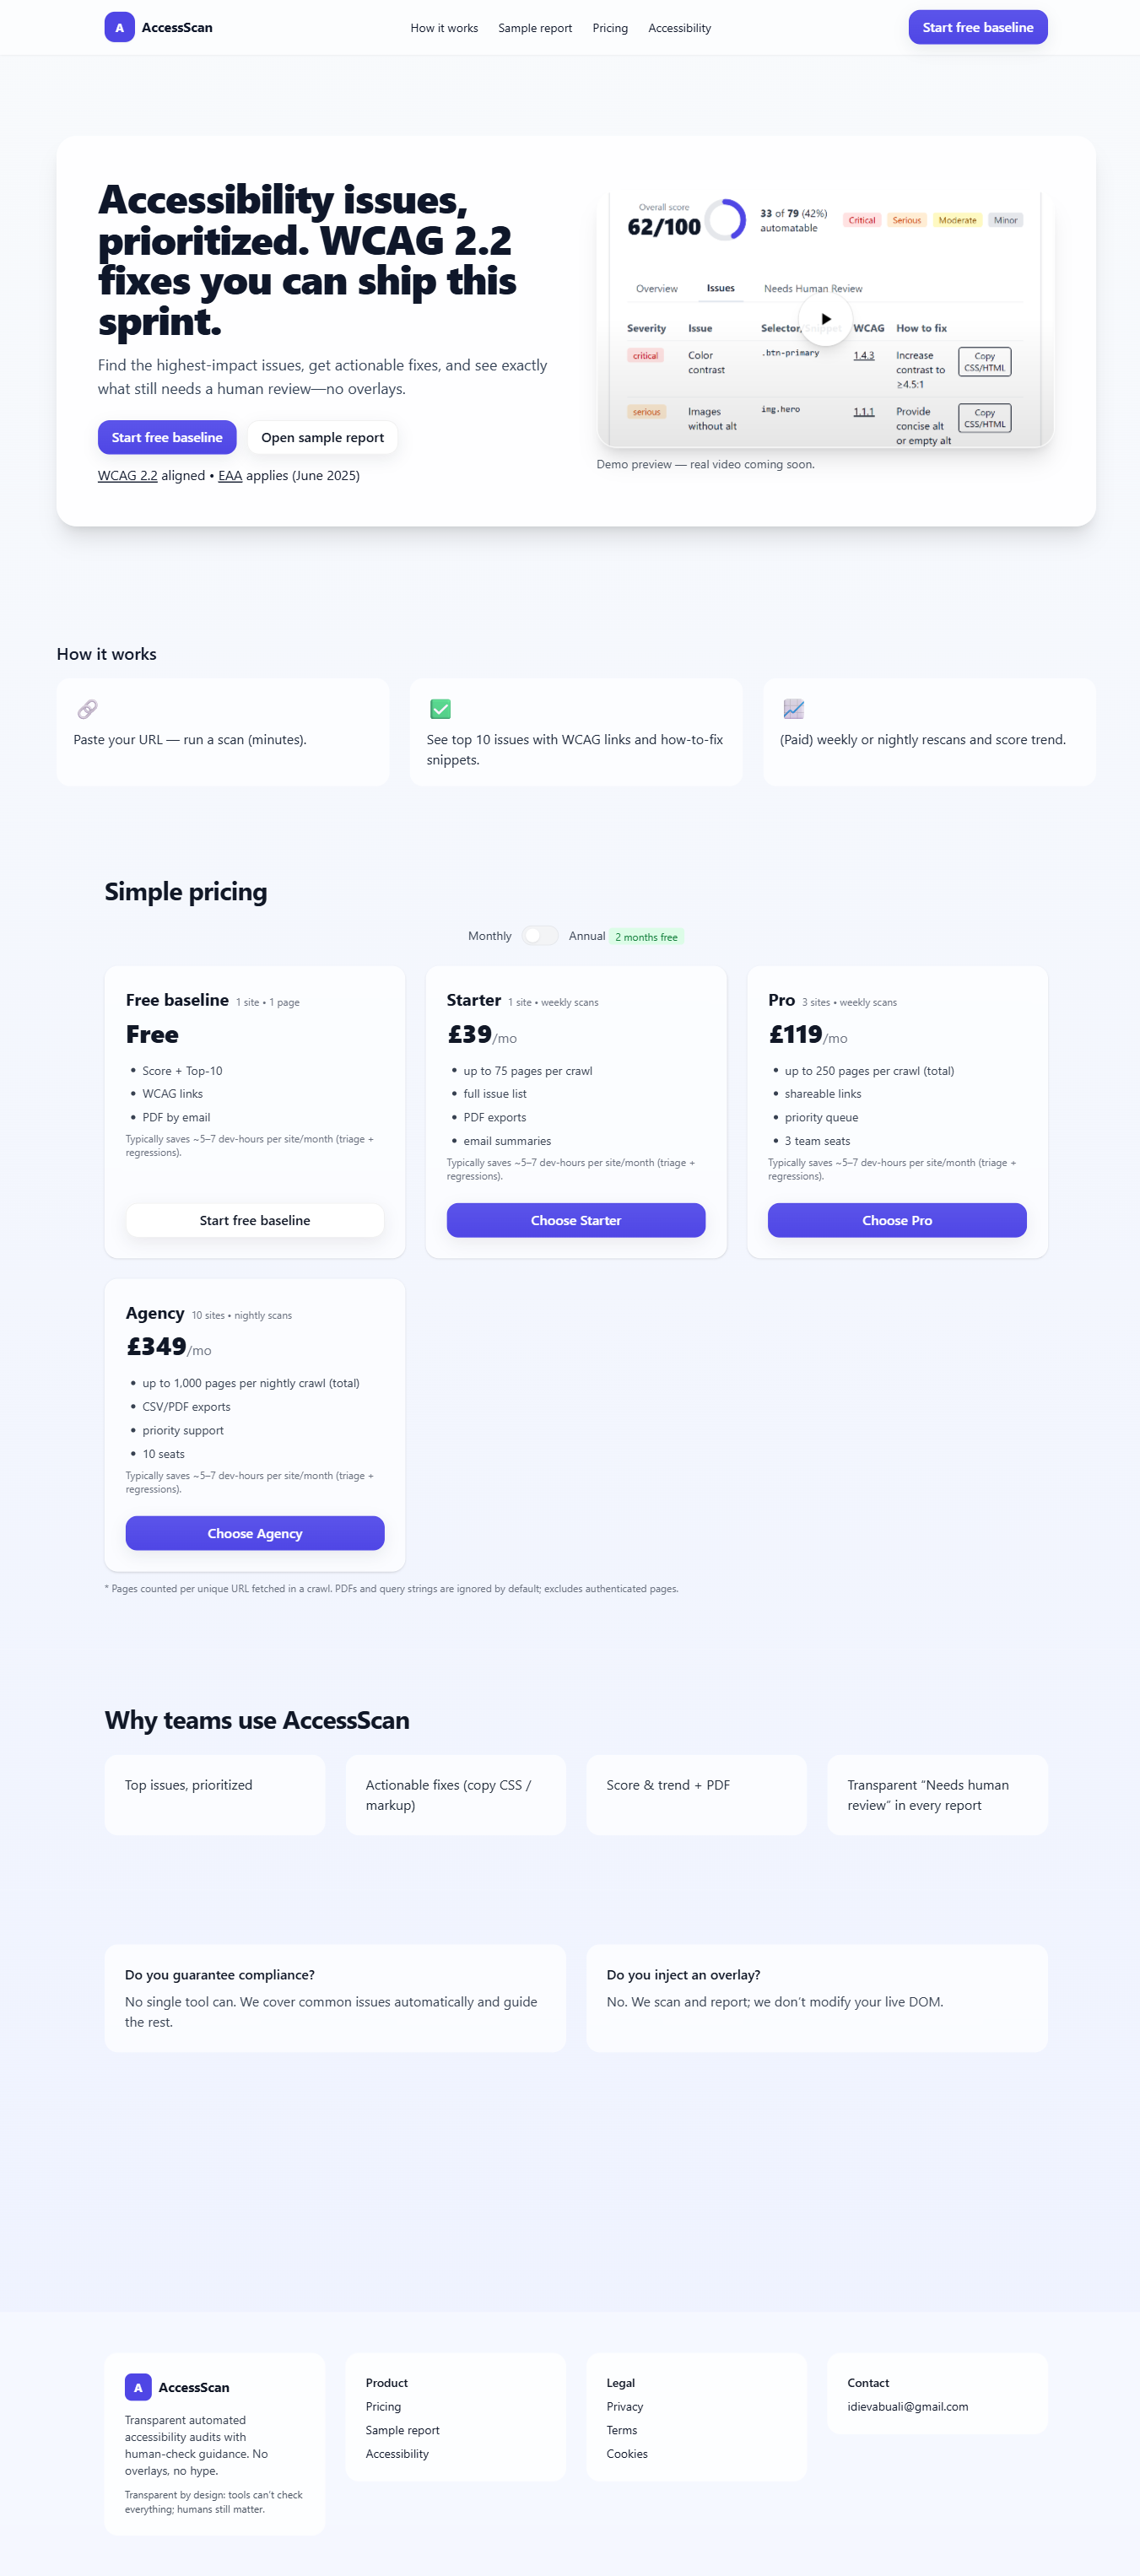 A AccessScan
How it works Sample report Pricing Accessibility
Start free baseline
Accessibility issues,
prioritized. WCAG 2.2
fixes you can ship this
sprint.
Find the highest-impact issues, get actionable fixes, and see exactly
what still needs a human review—no overlays.
Start free baseline
Open sample report
WCAG 2.2 aligned • EAA applies (June 2025)
Overall score
62/100
33 of 79 (42%)
automatable
Critical Serious Moderate Minor
Overview Issues Needs Human Review
Severity Issue Selector/Snippet WCAG How to fix
critical
Color
contrast
.btn-primary
1.4.3
Increase
contrast to
≥4.5:1
Copy
CSS/HTML
serious
Images
without alt
img.hero
1.1.1
Provide
concise alt
or empty alt
Copy
CSS/HTML
Demo preview — real video coming soon.
How it works
Paste your URL — run a scan (minutes).
See top 10 issues with WCAG links and how-to-fix
snippets.
(Paid) weekly or nightly rescans and score trend.
Simple pricing
Monthly Annual 2 months free
Free baseline 1 site • 1 page
Free
• Score + Top-10
• WCAG links
• PDF by email
Typically saves ~5–7 dev-hours per site/month (triage +
regressions).
Start free baseline
Starter 1 site • weekly scans
£39/mo
• up to 75 pages per crawl
• full issue list
• PDF exports
• email summaries
Typically saves ~5–7 dev-hours per site/month (triage +
regressions).
Choose Starter
Pro 3 sites • weekly scans
£119/mo
• up to 250 pages per crawl (total)
• shareable links
• priority queue
• 3 team seats
Typically saves ~5–7 dev-hours per site/month (triage +
regressions).
Choose Pro
Agency 10 sites • nightly scans
£349/mo
• up to 1,000 pages per nightly crawl (total)
• CSV/PDF exports
• priority support
• 10 seats
Typically saves ~5–7 dev-hours per site/month (triage +
regressions).
Choose Agency
* Pages counted per unique URL fetched in a crawl. PDFs and query strings are ignored by default; excludes authenticated pages.
Why teams use AccessScan
Top issues, prioritized
Actionable fixes (copy CSS /
markup)
Score & trend + PDF
Transparent “Needs human
review” in every report
Do you guarantee compliance?
No single tool can. We cover common issues automatically and guide
the rest.
Do you inject an overlay?
No. We scan and report; we don’t modify your live DOM.
A AccessScan
Transparent automated
accessibility audits with
human-check guidance. No
overlays, no hype.
Transparent by design: tools can’t check
everything; humans still matter.
Product
Pricing
Sample report
Accessibility
Legal
Privacy
Terms
Cookies
Contact
idievabuali@gmail.com